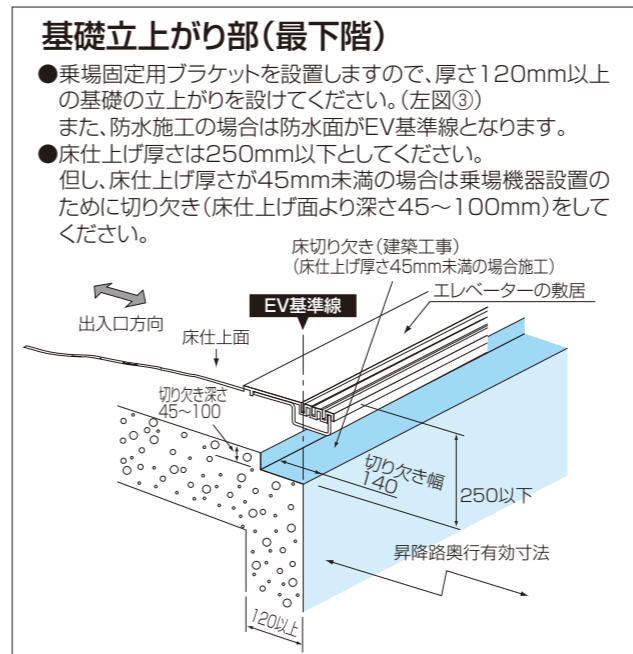 基礎立上がり部(最下階)
●乗場固定用ブラケットを設置しますので、厚さ120mm以上
の基礎の立上がりを設けてください。(左図③)
また、防水施工の場合は防水面がEV基準線となります。
●床仕上げ厚さは250mm以下としてください。
但し、床仕上げ厚さが45mm未満の場合は乗場機器設置の
ために切り欠き(床仕上げ面より深さ45〜100mm)をして
ください。
床切り欠き(建築工事)
(床仕上げ厚さ45mm未満の場合施工)
エレベーターの敷居
EV基準線
出入口方向
床仕上面
切り欠き深さ
45〜100
切り欠き幅
140
250以下
昇降路奥行有効寸法
120以上